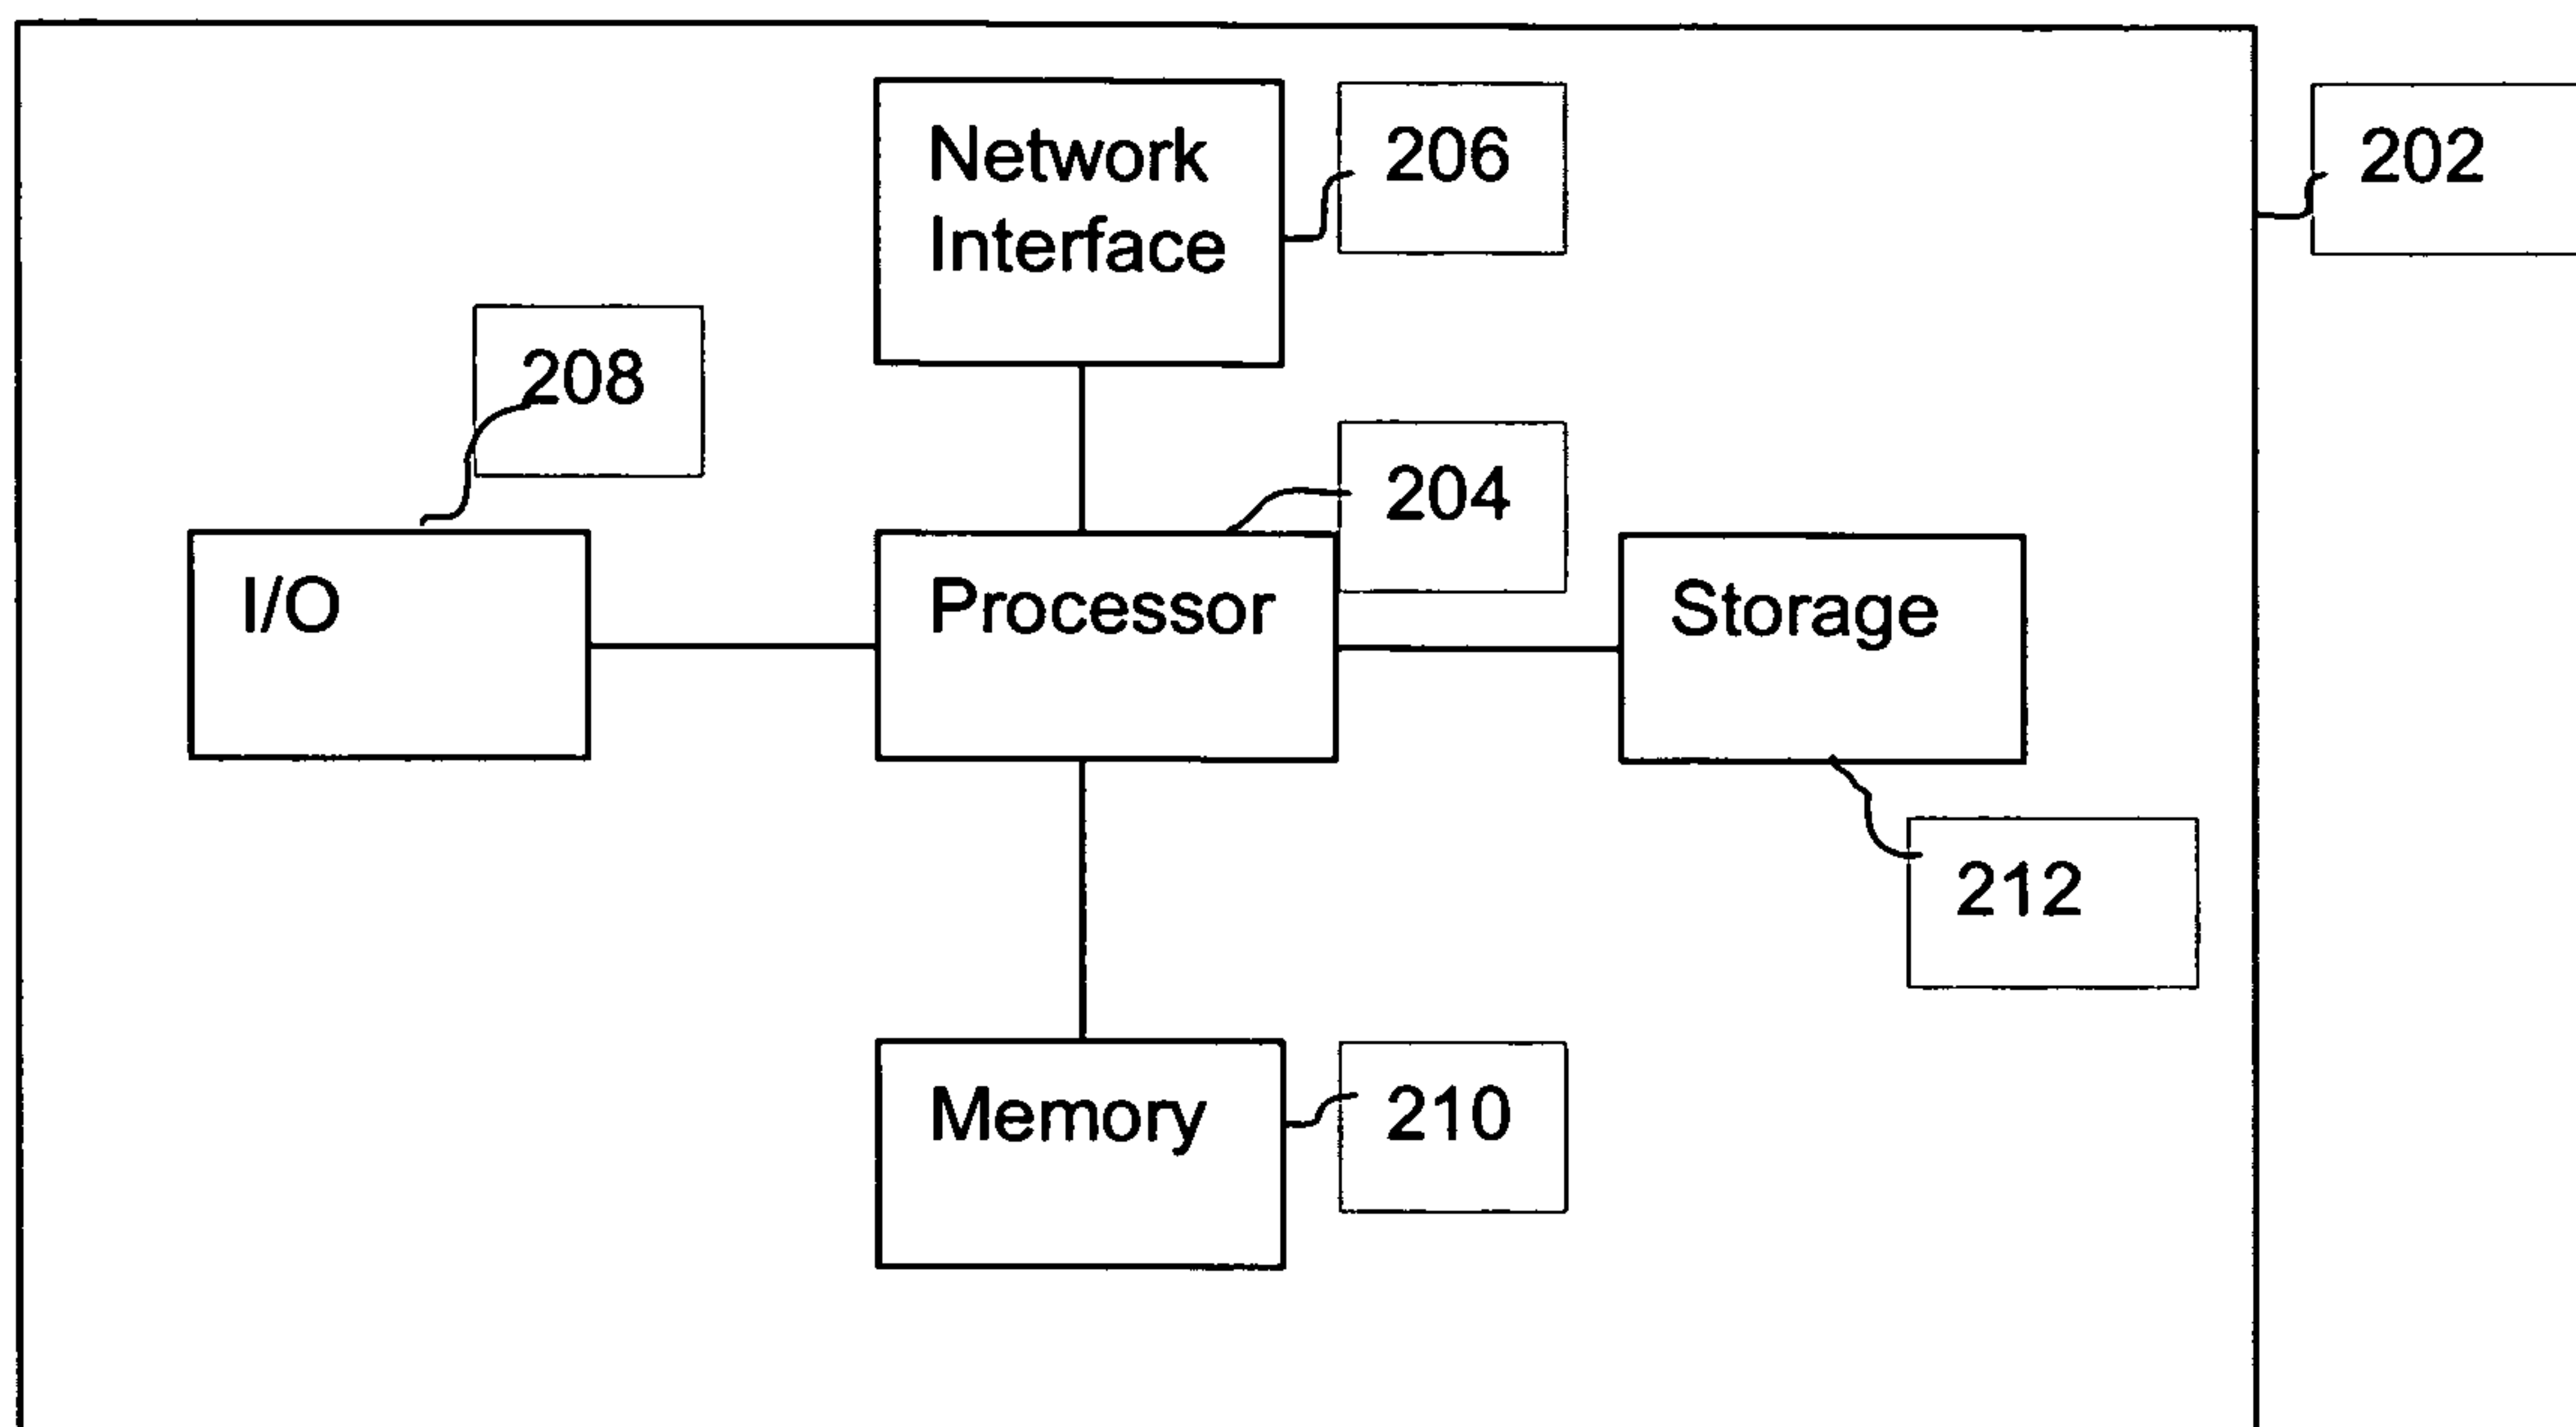 Network
Interface
206
202
208
204
I/O
Processor
Storage
212
Memory
210